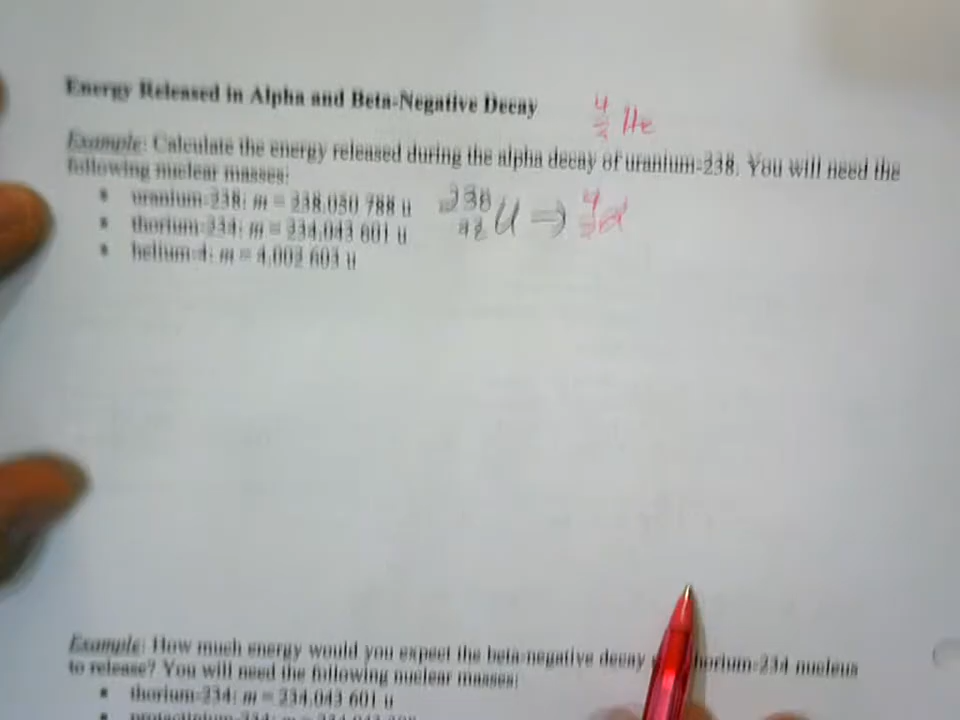 Energy Released in Alpha and Beta-Negative Decay
4 2 He
Example: Calculate the energy released during the alpha decay of uranium-238. You will need the
following nuclear masses:
• uranium-238: m = 238.050 788 u
238 92 U ⇒ 4 2 α
• thorium-234: m = 234.043 601 u
• helium-4: m = 4.002 603 u
Example: How much energy would you expect the beta-negative decay thorium-234 nucleus
to release? You will need the following nuclear masses:
• thorium-234: m = 234.043 601 u